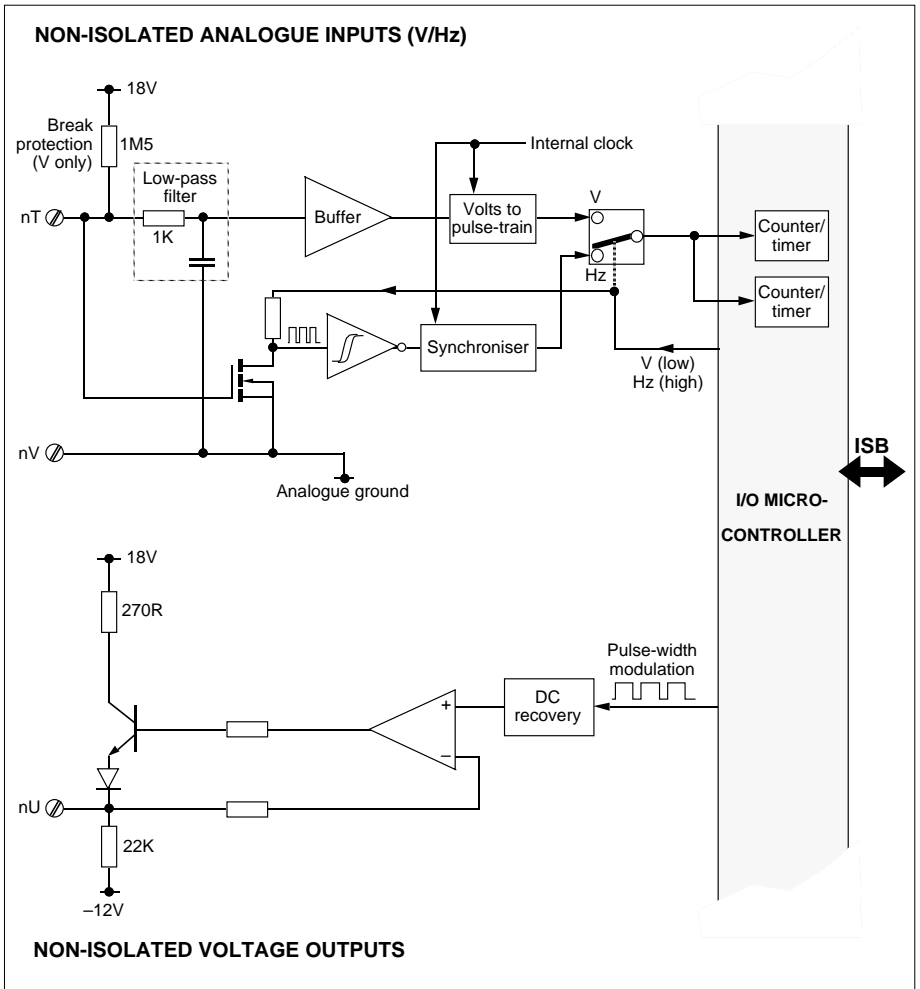 NON-ISOLATED ANALOGUE INPUTS (V/Hz)
18V
Break
protection
(V only)
1M5
Internal clock
Low-pass
filter
nT
1K
Buffer
Volts to
pulse-train
V
Hz
Counter/
timer
Counter/
timer
Synchroniser
V (low)
Hz (high)
nV
Analogue ground
ISB
I/O MICRO-
CONTROLLER
18V
270R
Pulse-width
modulation
DC
recovery
+
–
nU
22K
–12V
NON-ISOLATED VOLTAGE OUTPUTS